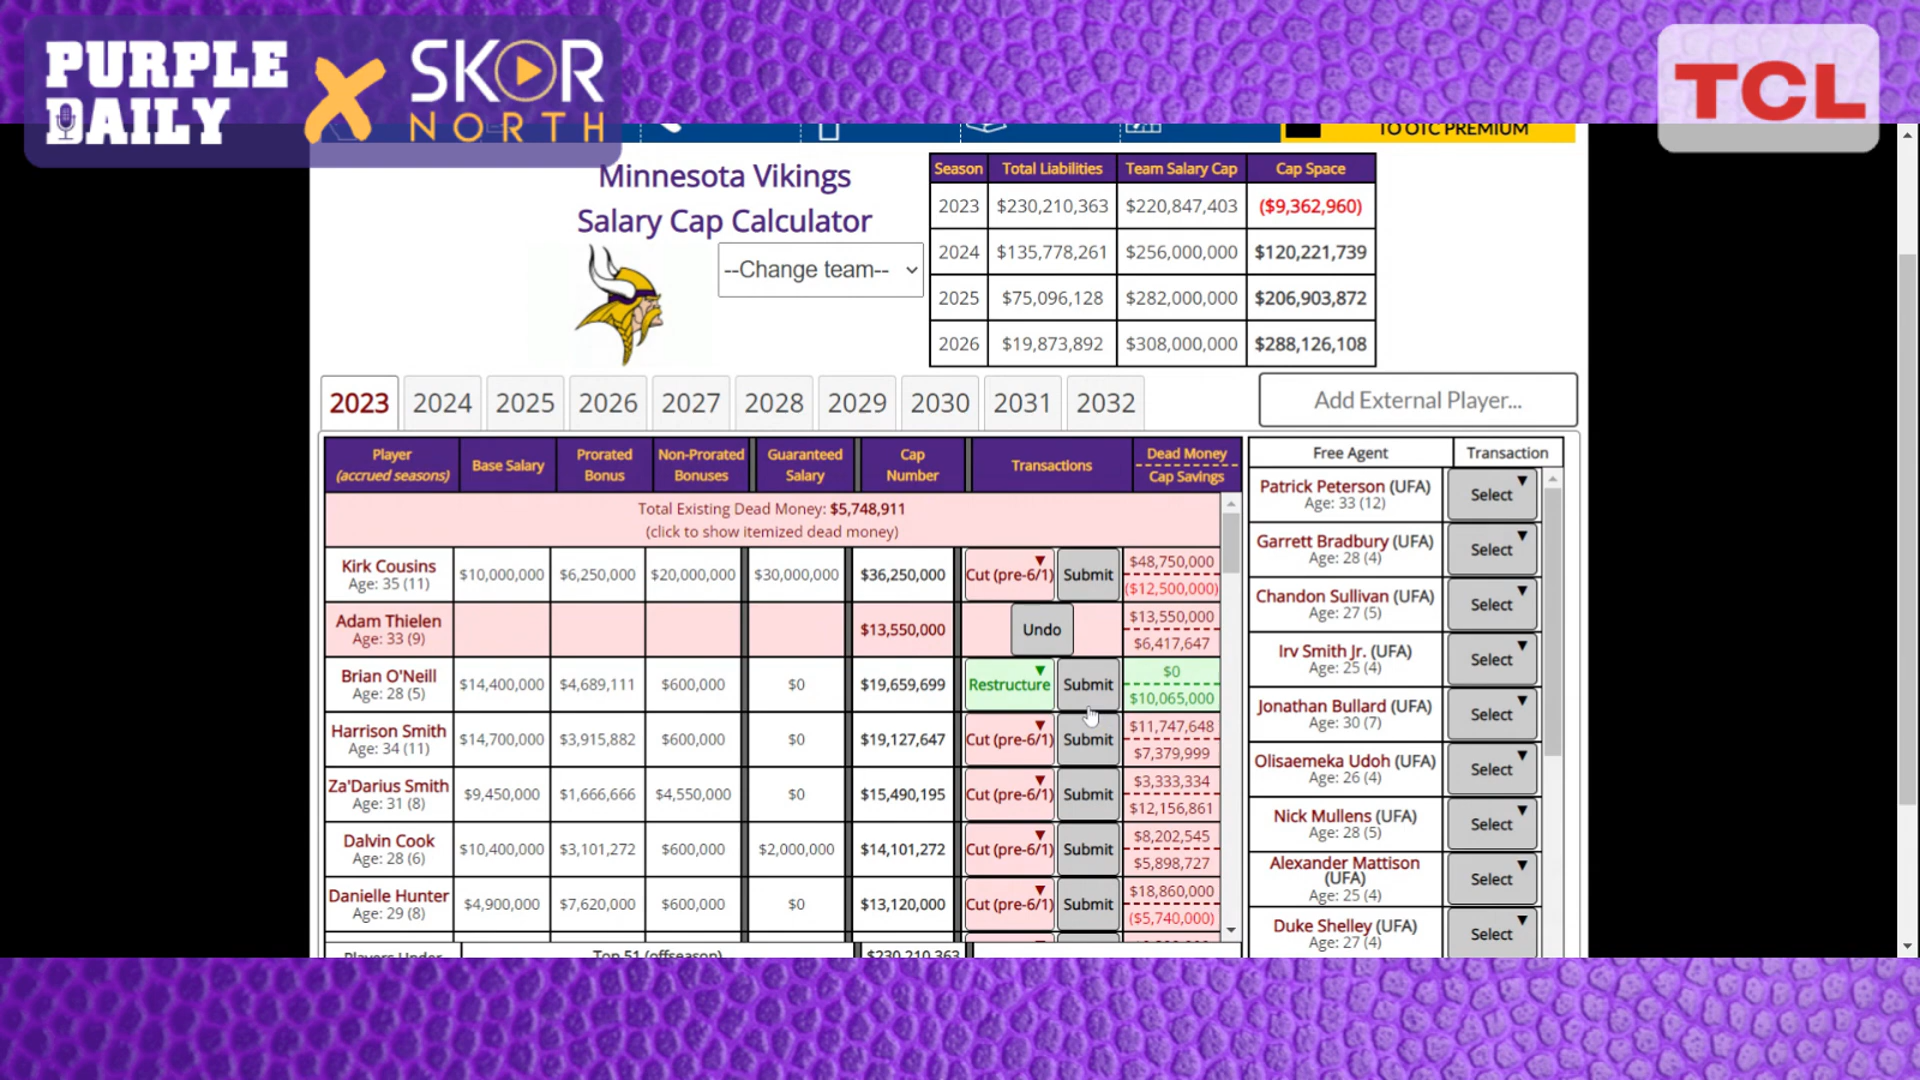 PURPLE
DAILY
X
SKOR
NORTH
TCL
TO OTC PREMIUM
Minnesota Vikings
Salary Cap Calculator
--Change team--
Season Total Liabilities Team Salary Cap Cap Space
2023 $230,210,363 $220,847,403 ($9,362,960)
2024 $135,778,261 $256,000,000 $120,221,739
2025 $75,096,128 $282,000,000 $206,903,872
2026 $19,873,892 $308,000,000 $288,126,108
2023 2024 2025 2026 2027 2028 2029 2030 2031 2032
Add External Player...
Player Base Salary Prorated Non-Prorated Guaranteed Cap Transactions Dead Money
(accrued seasons) Bonus Bonuses Salary Number Cap Savings
Total Existing Dead Money: $5,748,911
(click to show itemized dead money)
Kirk Cousins $10,000,000 $6,250,000 $20,000,000 $30,000,000 $36,250,000 Cut (pre-6/1) Submit $48,750,000
Age: 35 (11) ($12,500,000)
Adam Thielen $13,550,000 Undo $13,550,000
Age: 33 (9) $6,417,647
Brian O'Neill $14,400,000 $4,689,111 $600,000 $0 $19,659,699 Restructure Submit $0
Age: 28 (5) $10,065,000
Harrison Smith $14,700,000 $3,915,882 $600,000 $0 $19,127,647 Cut (pre-6/1) Submit $11,747,648
Age: 34 (11) $7,379,999
Za'Darius Smith $9,450,000 $1,666,666 $4,550,000 $0 $15,490,195 Cut (pre-6/1) Submit $3,333,334
Age: 31 (8) $12,156,861
Dalvin Cook $10,400,000 $3,101,272 $600,000 $2,000,000 $14,101,272 Cut (pre-6/1) Submit $8,202,545
Age: 28 (6) $5,898,727
Danielle Hunter $4,900,000 $7,620,000 $600,000 $0 $13,120,000 Cut (pre-6/1) Submit $18,860,000
Age: 29 (8) ($5,740,000)
Players Under Top 51 (offseason) $230,210,363
Free Agent Transaction
Patrick Peterson (UFA) Select
Age: 33 (12)
Garrett Bradbury (UFA) Select
Age: 28 (4)
Chandon Sullivan (UFA) Select
Age: 27 (5)
Irv Smith Jr. (UFA) Select
Age: 25 (4)
Jonathan Bullard (UFA) Select
Age: 30 (7)
Olisaemeka Udoh (UFA) Select
Age: 26 (4)
Nick Mullens (UFA) Select
Age: 28 (5)
Alexander Mattison
(UFA) Select
Age: 25 (4)
Duke Shelley (UFA) Select
Age: 27 (4)